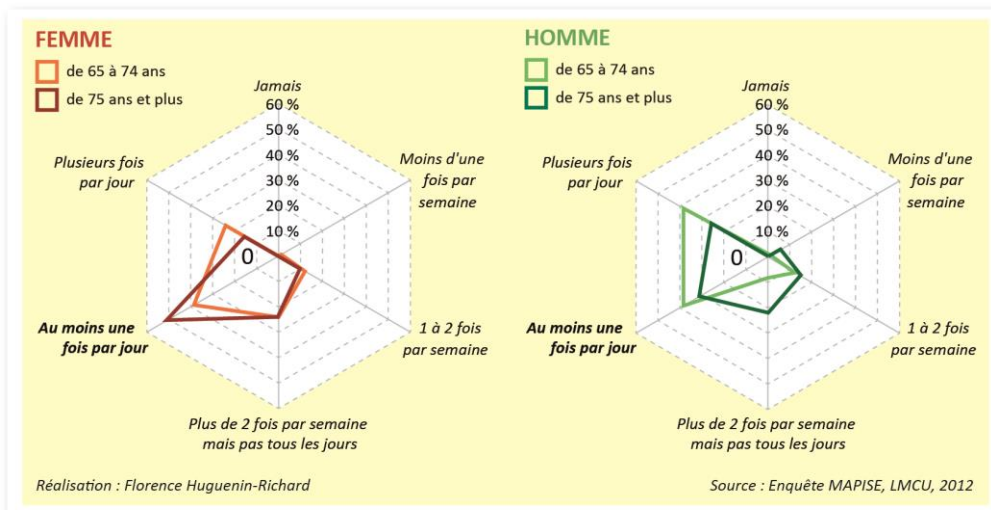 FEMME
de 65 à 74 ans
de 75 ans et plus
Jamais
60 %
50 %
40 %
30 %
20 %
10 %
0
Moins d'une
fois par
semaine
1 à 2 fois
par semaine
Plus de 2 fois par semaine
mais pas tous les jours
Au moins une
fois par jour
Plusieurs fois
par jour
HOMME
de 65 à 74 ans
de 75 ans et plus
Jamais
60 %
50 %
40 %
30 %
20 %
10 %
0
Moins d'une
fois par
semaine
1 à 2 fois
par semaine
Plus de 2 fois par semaine
mais pas tous les jours
Au moins une
fois par jour
Plusieurs fois
par jour
Réalisation : Florence Huguenin-Richard
Source : Enquête MAPISE, LMCU, 2012